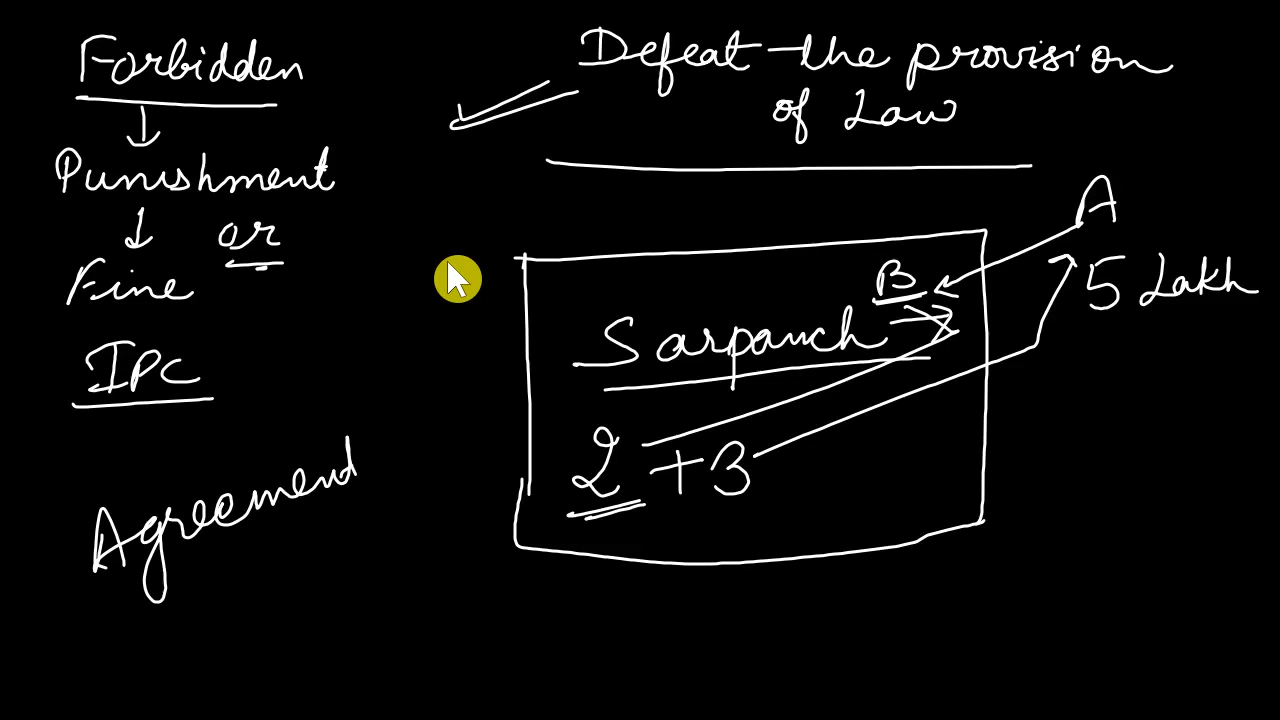 Forbidden
Punishment
or
Fine
IPC
Agreement
Defeat the provision
of Law
A
5 Lakh
B
Sarpanch
2 + 3